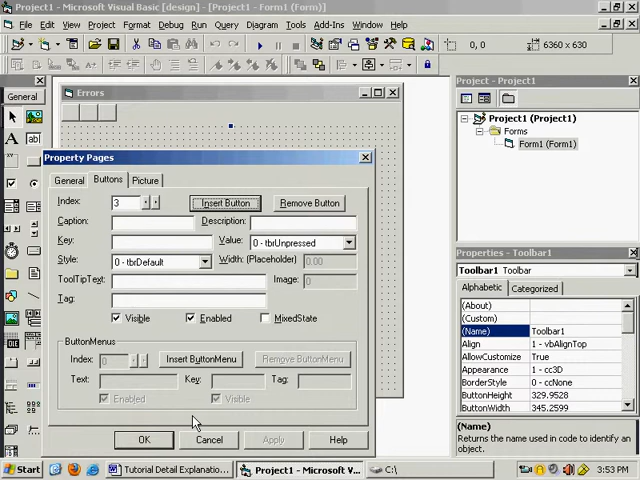 Project1 - Microsoft Visual Basic [design] - Form1 (Form)
File Edit View Project Format Debug Run Query Diagram Tools Add-Ins Window
0, 0
6360 x 630
General
A
ab|
Errors
Project - Project1
Project1 (Project1)
Forms
Form1 (Form1)
Property Pages
General Buttons Picture
Index: 3 Insert Button Remove Button
Caption: Description:
Key: Value: 0 - tbrUnpressed
Style: 0 - tbrDefault Width: (Placeholder) 0.00
ToolTipText: Image: 0
Tag:
Visible Enabled MixedState
ButtonMenus
Index: 0 Insert ButtonMenu Remove ButtonMenu
Text: Key: Tag:
Enabled Visible
OK Cancel Apply Help
Properties - Toolbar1
Toolbar1 Toolbar
Alphabetic Categorized
(About)
(Custom)
(Name) Toolbar1
Align 1 - vbAlignTop
AllowCustomize True
Appearance 1 - cc3D
BorderStyle 0 - ccNone
ButtonHeight 329.9528
ButtonWidth 345.2599
(Name)
Returns the name used in code to identify an object.
Start
Tutorial Detail Explanatio...
Project1 - Microsoft V...
C:\
3:53 PM